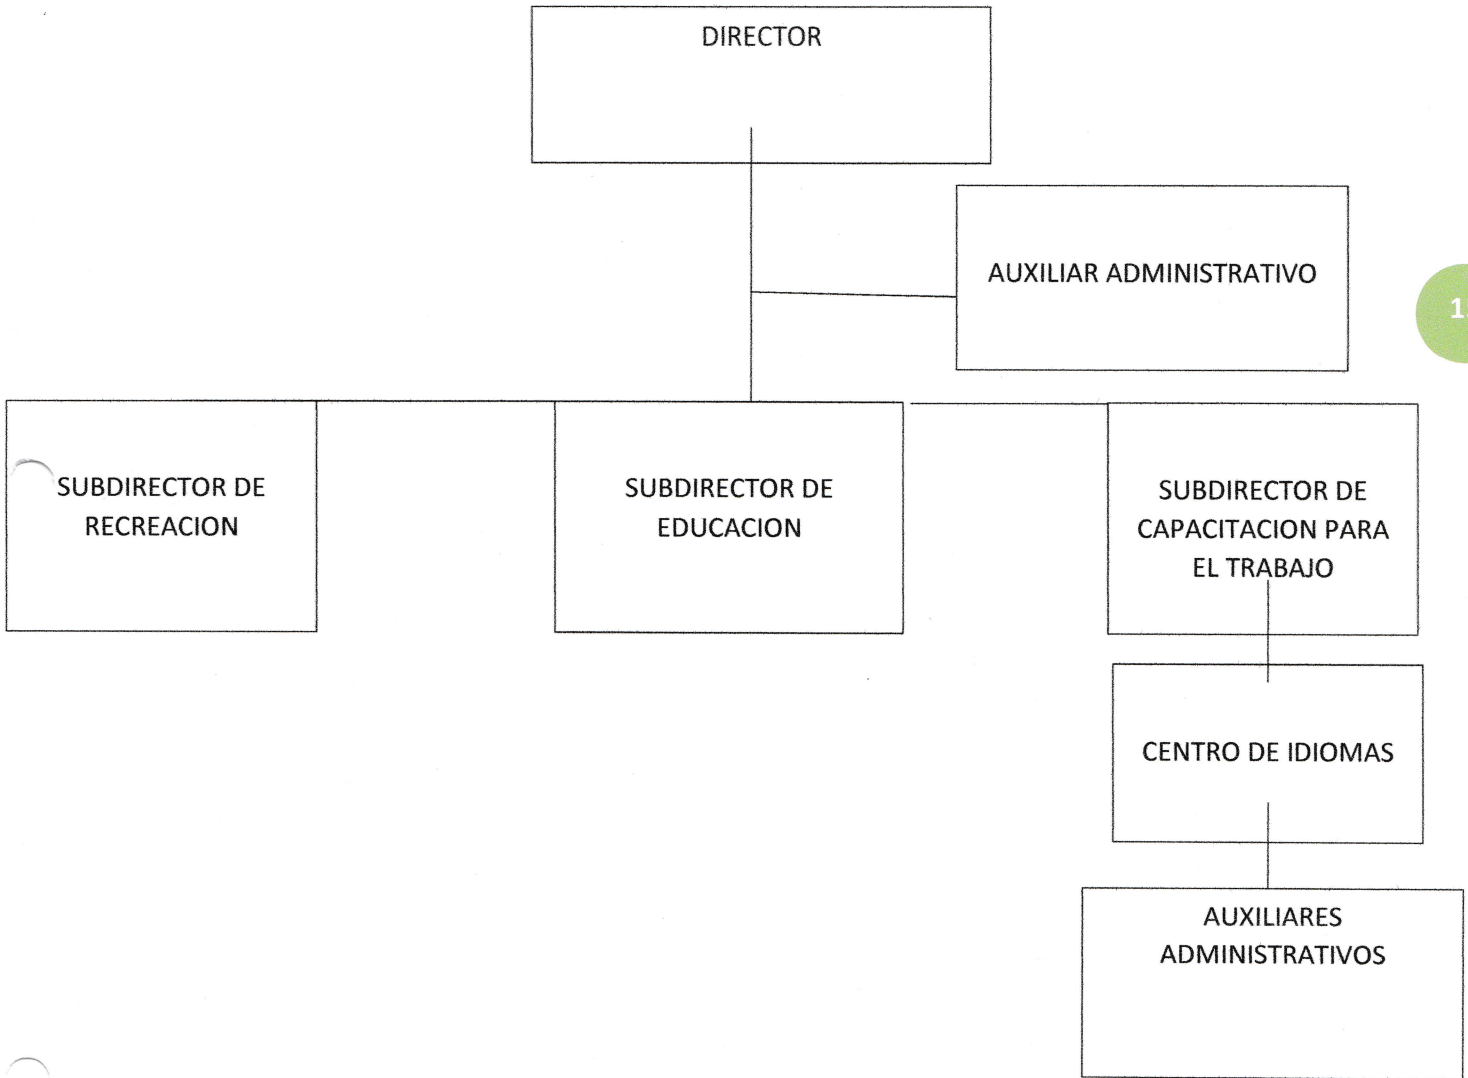 DIRECTOR
AUXILIAR ADMINISTRATIVO
SUBDIRECTOR DE
RECREACION
SUBDIRECTOR DE
EDUCACION
SUBDIRECTOR DE
CAPACITACION PARA
EL TRABAJO
CENTRO DE IDIOMAS
AUXILIARES
ADMINISTRATIVOS